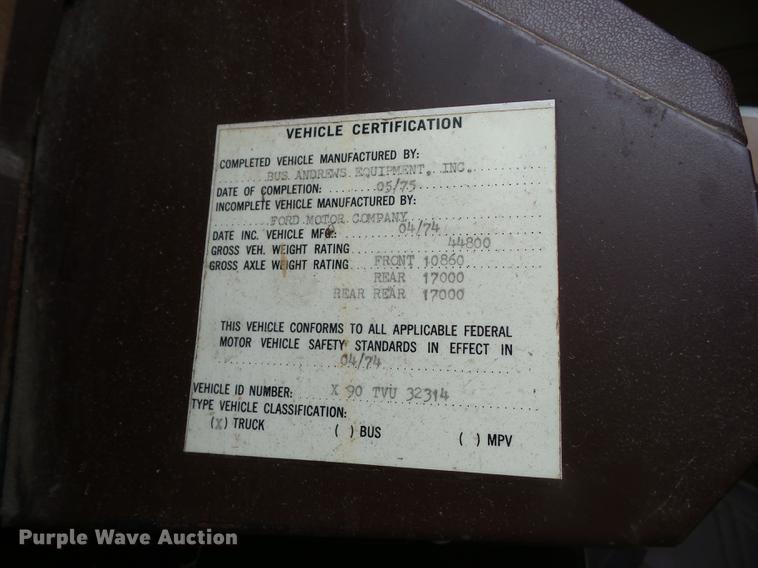 VEHICLE CERTIFICATION
COMPLETED VEHICLE MANUFACTURED BY:
BUS ANDREWS EQUIPMENT, INC.
DATE OF COMPLETION: 05/75
INCOMPLETE VEHICLE MANUFACTURED BY:
FORD MOTOR COMPANY
DATE INC. VEHICLE MFG.: 04/74
GROSS VEH. WEIGHT RATING 44800
GROSS AXLE WEIGHT RATING FRONT 10860
REAR 17000
REAR REAR 17000
THIS VEHICLE CONFORMS TO ALL APPLICABLE FEDERAL
MOTOR VEHICLE SAFETY STANDARDS IN EFFECT IN
04/74
VEHICLE ID NUMBER: X 90 TVU 32314
TYPE VEHICLE CLASSIFICATION:
(X) TRUCK ( ) BUS ( ) MPV
Purple Wave Auction